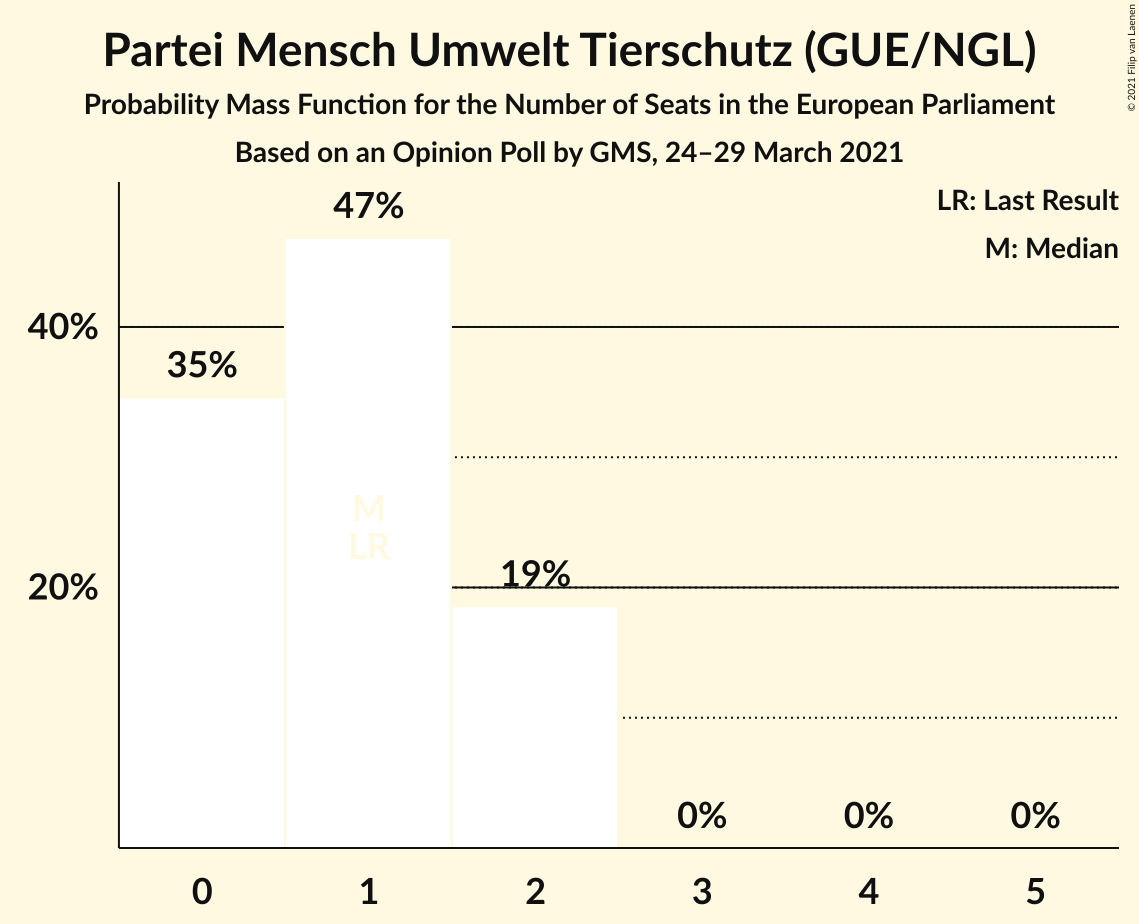 Partei Mensch Umwelt Tierschutz (GUE/NGL)
Probability Mass Function for the Number of Seats in the European Parliament
Based on an Opinion Poll by GMS, 24–29 March 2021
© 2021 Filip van Laenen
LR: Last Result
M: Median
47%
40%
35%
M
LR
20%
19%
0% 0% 0%
0 1 2 3 4 5